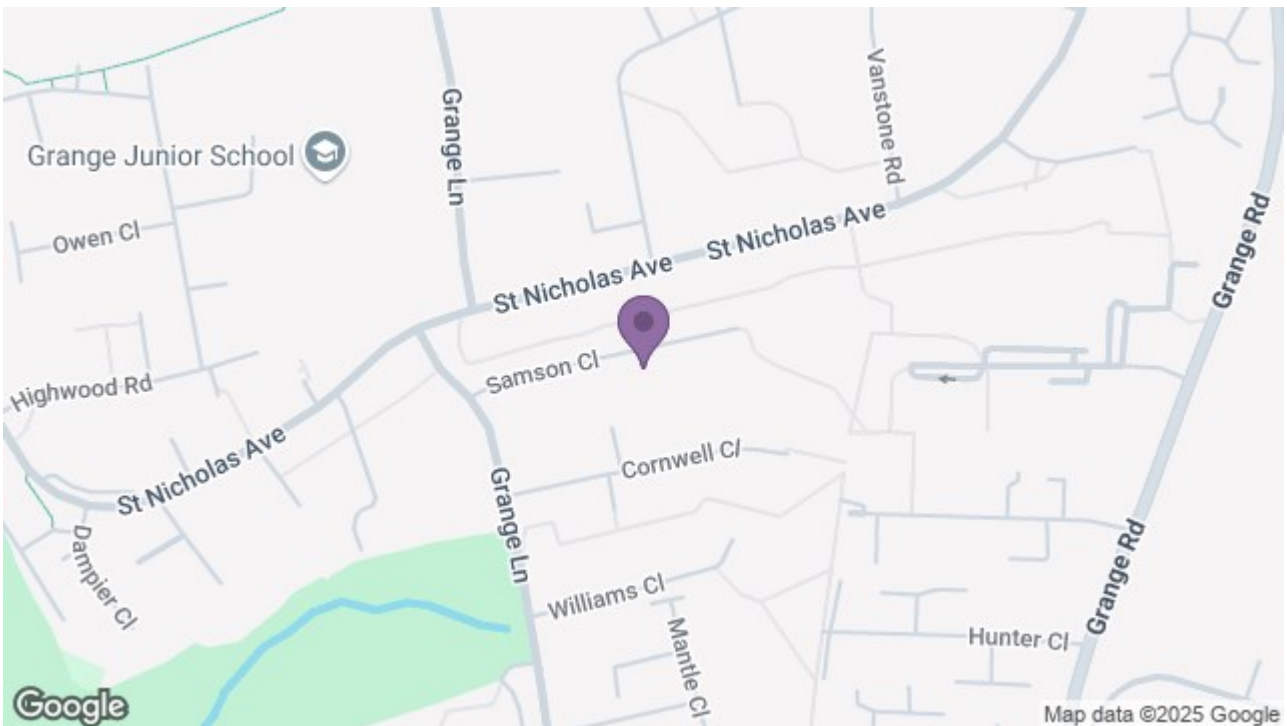 Vanstone Rd
Grange Ln
Grange Junior School
Owen Cl
St Nicholas Ave
St Nicholas Ave
Grange Rd
Samson Cl
Highwood Rd
St Nicholas Ave
Cornwell Cl
Grange Ln
Dampier Cl
Williams Cl
Grange Rd
Mantle Cl
Hunter Cl
Google
Map data ©2025 Google